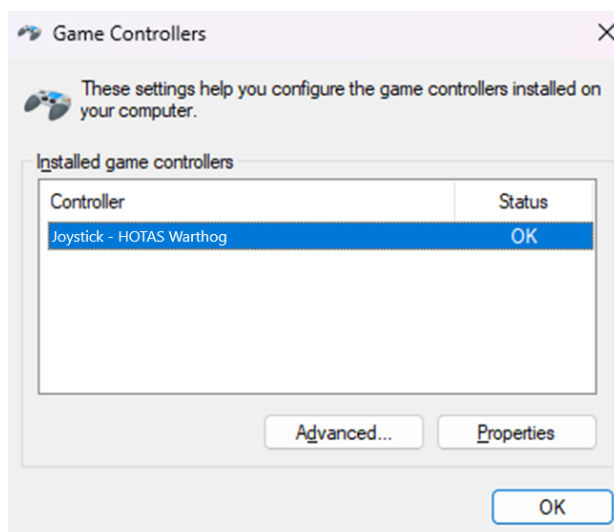 Game Controllers
These settings help you configure the game controllers installed on
your computer.
Installed game controllers
Controller Status
Joystick - HOTAS Warthog OK
Advanced... Properties
OK